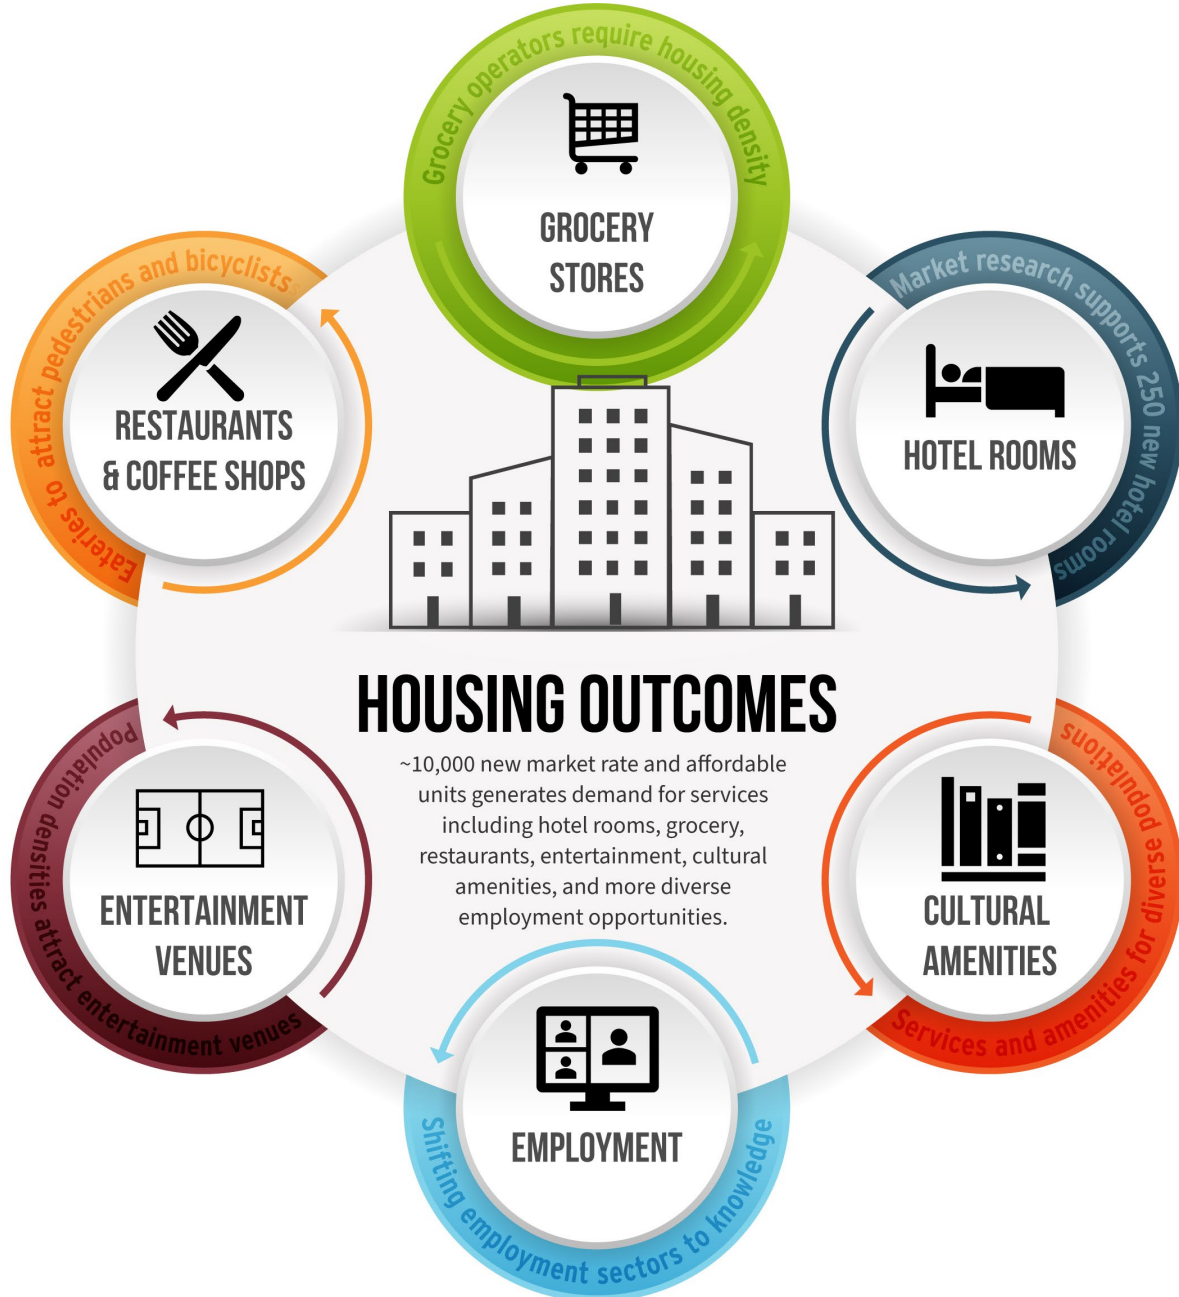 Grocery operators require housing density
GROCERY
STORES
Market research supports 250 new hotel rooms
HOTEL ROOMS
Services and amenities for diverse populations
CULTURAL
AMENITIES
Shifting employment sectors to knowledge
EMPLOYMENT
Population densities attract entertainment venues
ENTERTAINMENT
VENUES
Eateries to attract pedestrians and bicyclists
RESTAURANTS
& COFFEE SHOPS
HOUSING OUTCOMES
~10,000 new market rate and affordable
units generates demand for services
including hotel rooms, grocery,
restaurants, entertainment, cultural
amenities, and more diverse
employment opportunities.